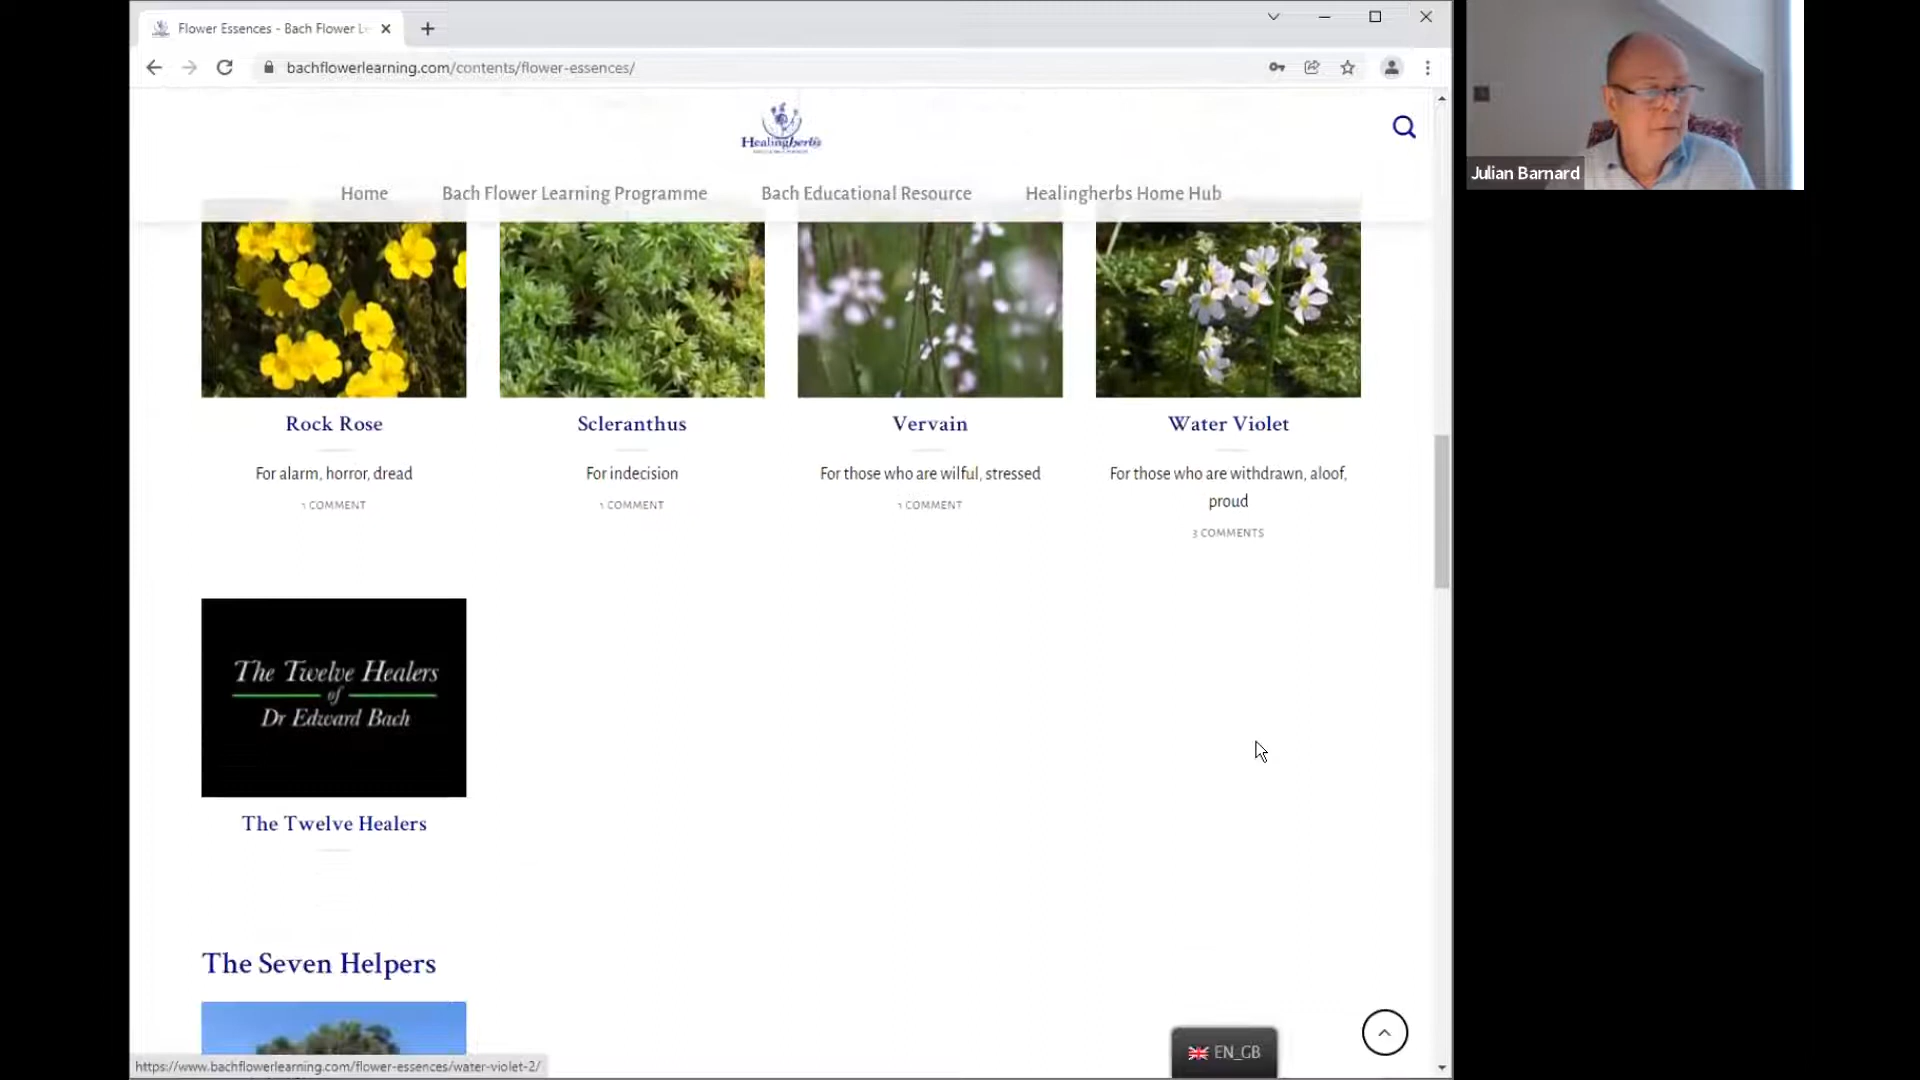 Flower Essences - Bach Flower Le
bachflowerlearning.com/contents/flower-essences/
Healingherbs
Home Bach Flower Learning Programme Bach Educational Resource Healingherbs Home Hub
Julian Barnard
Rock Rose Scleranthus Vervain Water Violet
For alarm, horror, dread For indecision For those who are wilful, stressed For those who are withdrawn, aloof,
proud
1 COMMENT 1 COMMENT 1 COMMENT
3 COMMENTS
The Twelve Healers
of
Dr Edward Bach
The Twelve Healers
The Seven Helpers
EN_GB
https://www.bachflowerlearning.com/flower-essences/water-violet-2/